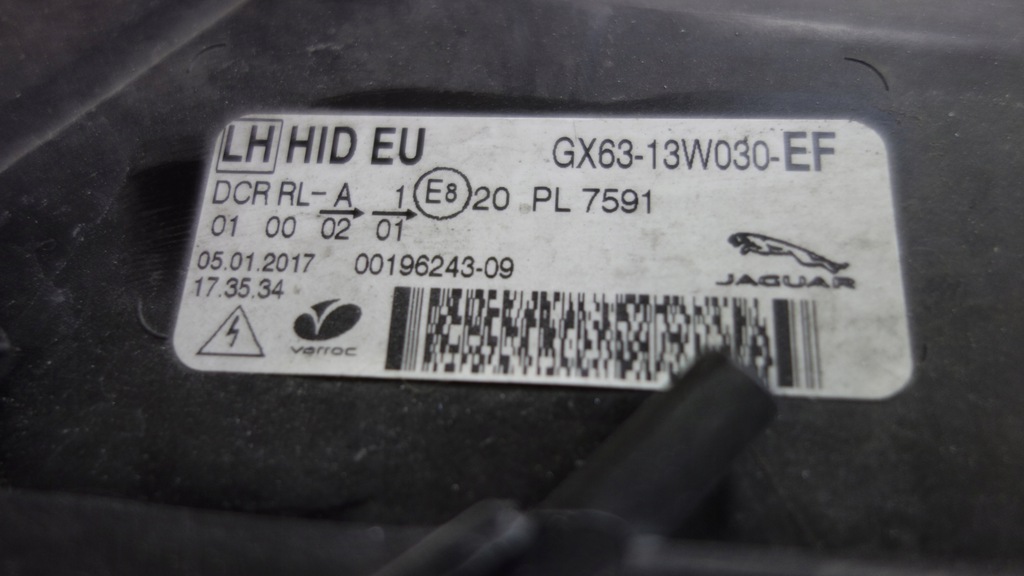 LH HID EU GX63-13W030-EF
DCR RL-A 1 E8 20 PL 7591
01 00 02 01
05.01.2017 00196243-09
17.35.34
JAGUAR
varroc